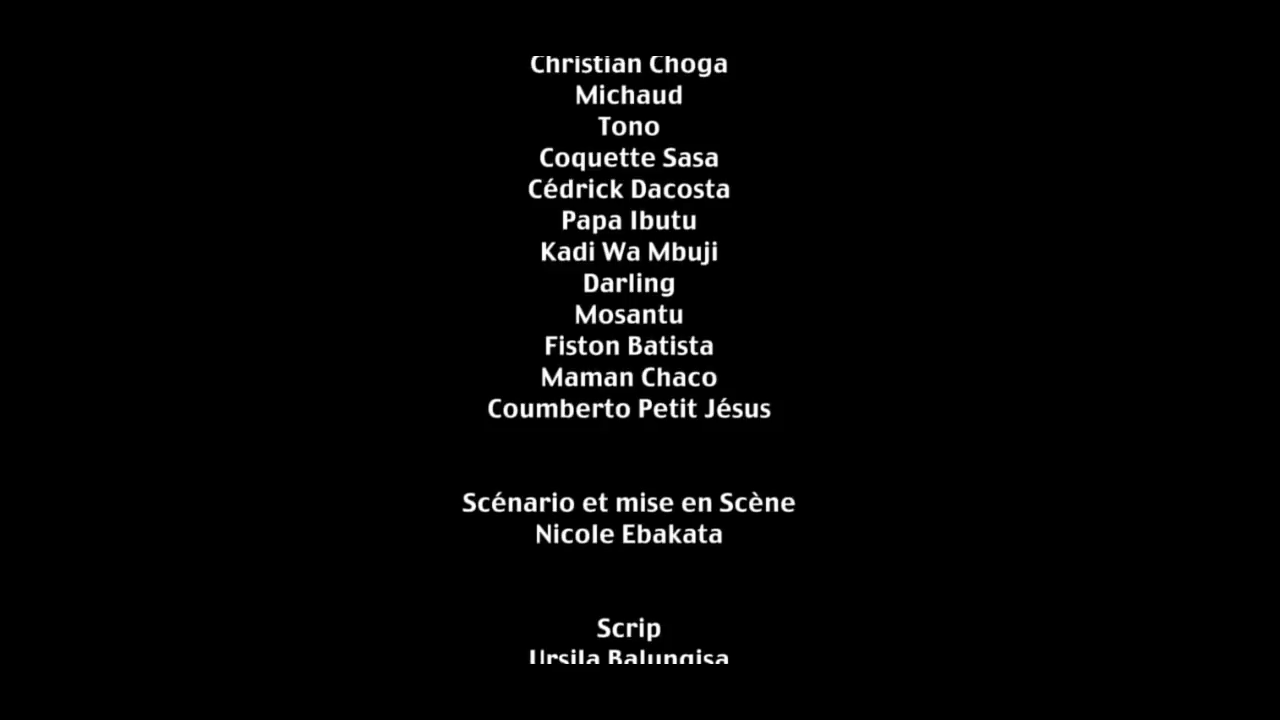 Christian Choga
Michaud
Tono
Coquette Sasa
Cédrick Dacosta
Papa Ibutu
Kadi Wa Mbuji
Darling
Mosantu
Fiston Batista
Maman Chaco
Coumberto Petit Jésus
Scénario et mise en Scène
Nicole Ebakata
Scrip
Ursila Balungisa